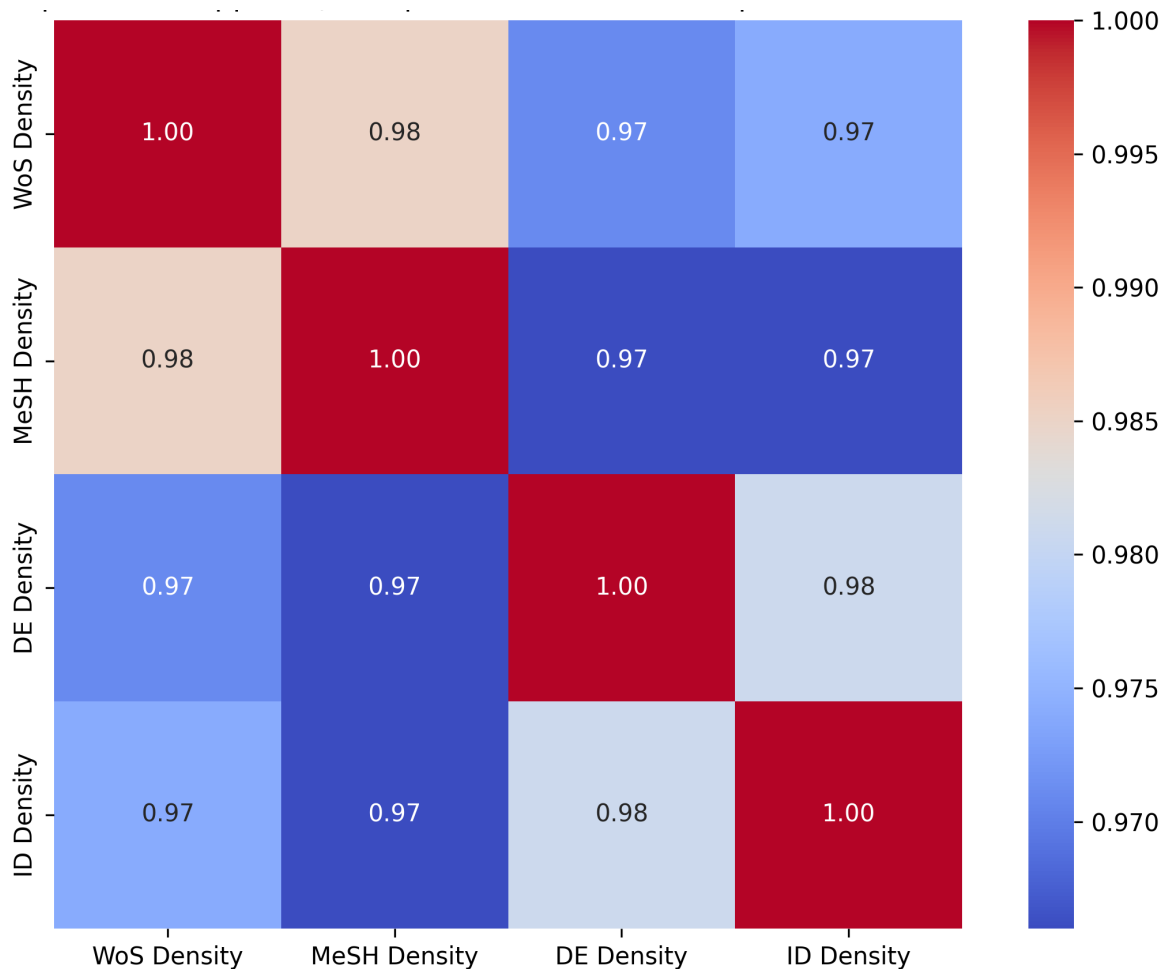 1.000
WoS Density 1.00 0.98 0.97 0.97
0.995
0.990
MeSH Density 0.98 1.00 0.97 0.97
0.985
0.980
DE Density 0.97 0.97 1.00 0.98
0.975
ID Density 0.97 0.97 0.98 1.00
0.970
WoS Density MeSH Density DE Density ID Density